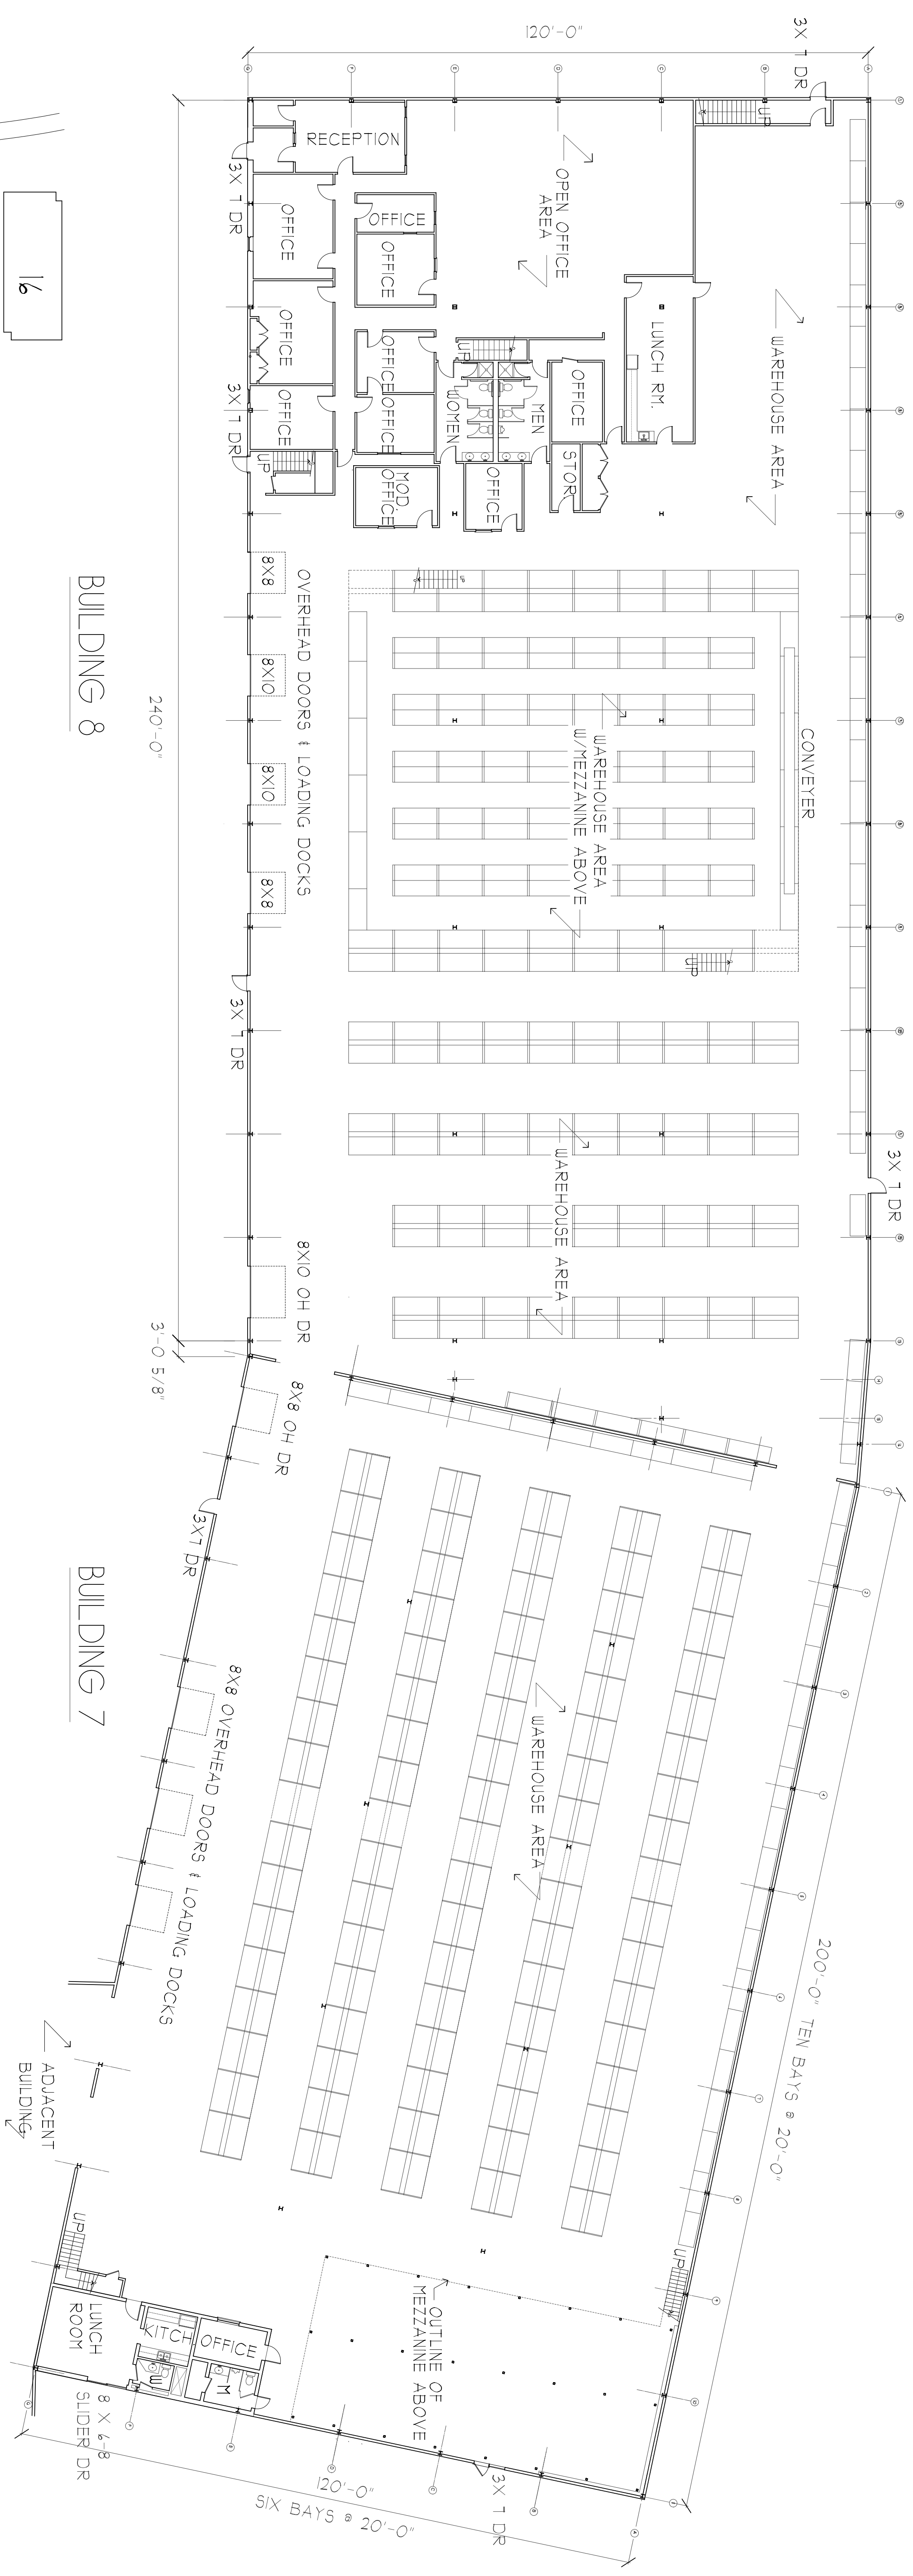 120'-0"
3X 7 DR
UP
RECEPTION
3X 7 DR
OPEN OFFICE
AREA
OFFICE
OFFICE
OFFICE
WAREHOUSE AREA
LUNCH RM.
OFFICE
OFFICE
OFFICE
OFFICE
3X 7 DR
UP
WOMEN
MEN
OFFICE
STOR
UP
MOD.
OFFICE
OFFICE
16
8X8
8X10
8X10
8X8
OVERHEAD DOORS & LOADING DOCKS
UP
CONVEYER
WAREHOUSE AREA
W/MEZZANINE ABOVE
UP
BUILDING 8
240'-0"
3X 7 DR
WAREHOUSE AREA
3X 7 DR
8X10 OH DR
3'-0 5/8"
8X8 OH DR
3X7 DR
BUILDING 7
8X8 OVERHEAD DOORS & LOADING DOCKS
WAREHOUSE AREA
200'-0" TEN BAYS @ 20'-0"
ADJACENT
BUILDING
UP
UP
OUTLINE OF
MEZZANINE ABOVE
LUNCH
ROOM
KITCH
OFFICE
W
M
8 X 6-8
SLIDER DR
3X 7 DR
120'-0"
SIX BAYS @ 20'-0"